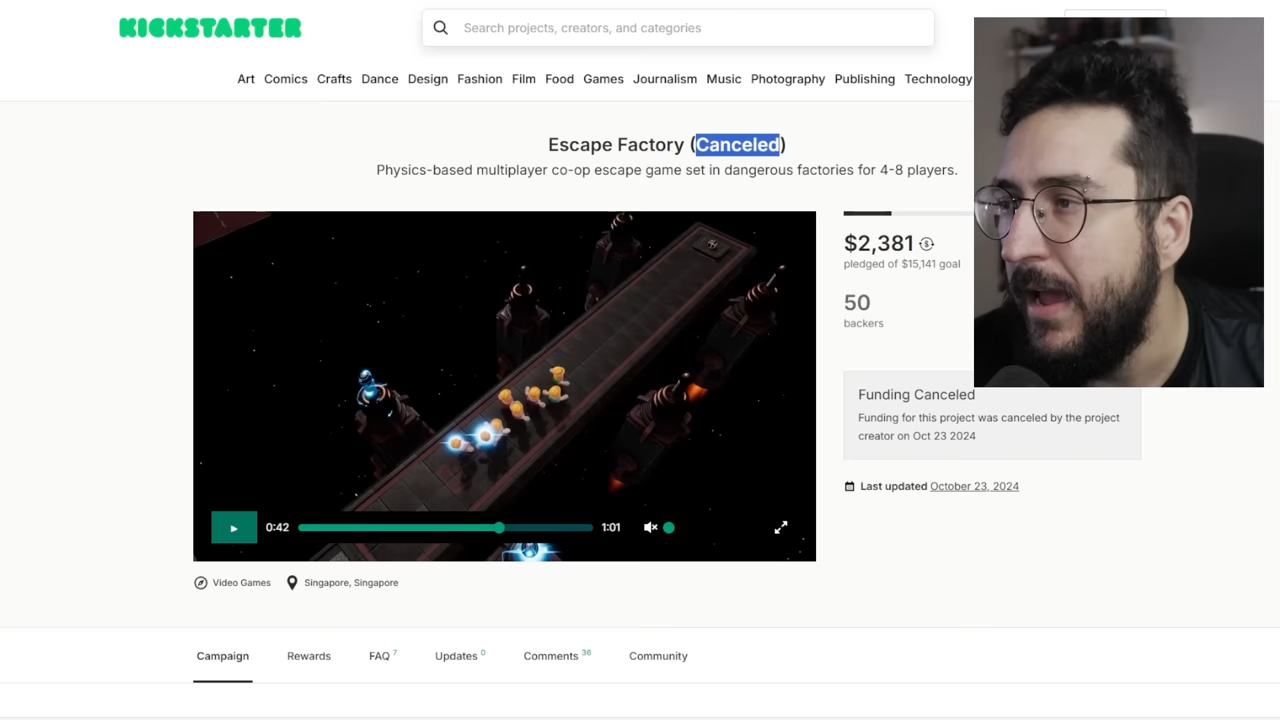 KICKSTARTER
Search projects, creators, and categories
Art Comics Crafts Dance Design Fashion Film Food Games Journalism Music Photography Publishing Technology
Escape Factory (Canceled)
Physics-based multiplayer co-op escape game set in dangerous factories for 4-8 players.
$2,381
pledged of $15,141 goal
50
backers
Funding Canceled
Funding for this project was canceled by the project
creator on Oct 23 2024
Last updated October 23, 2024
0:42 1:01
Video Games Singapore, Singapore
Campaign Rewards FAQ 7 Updates 0 Comments 36 Community